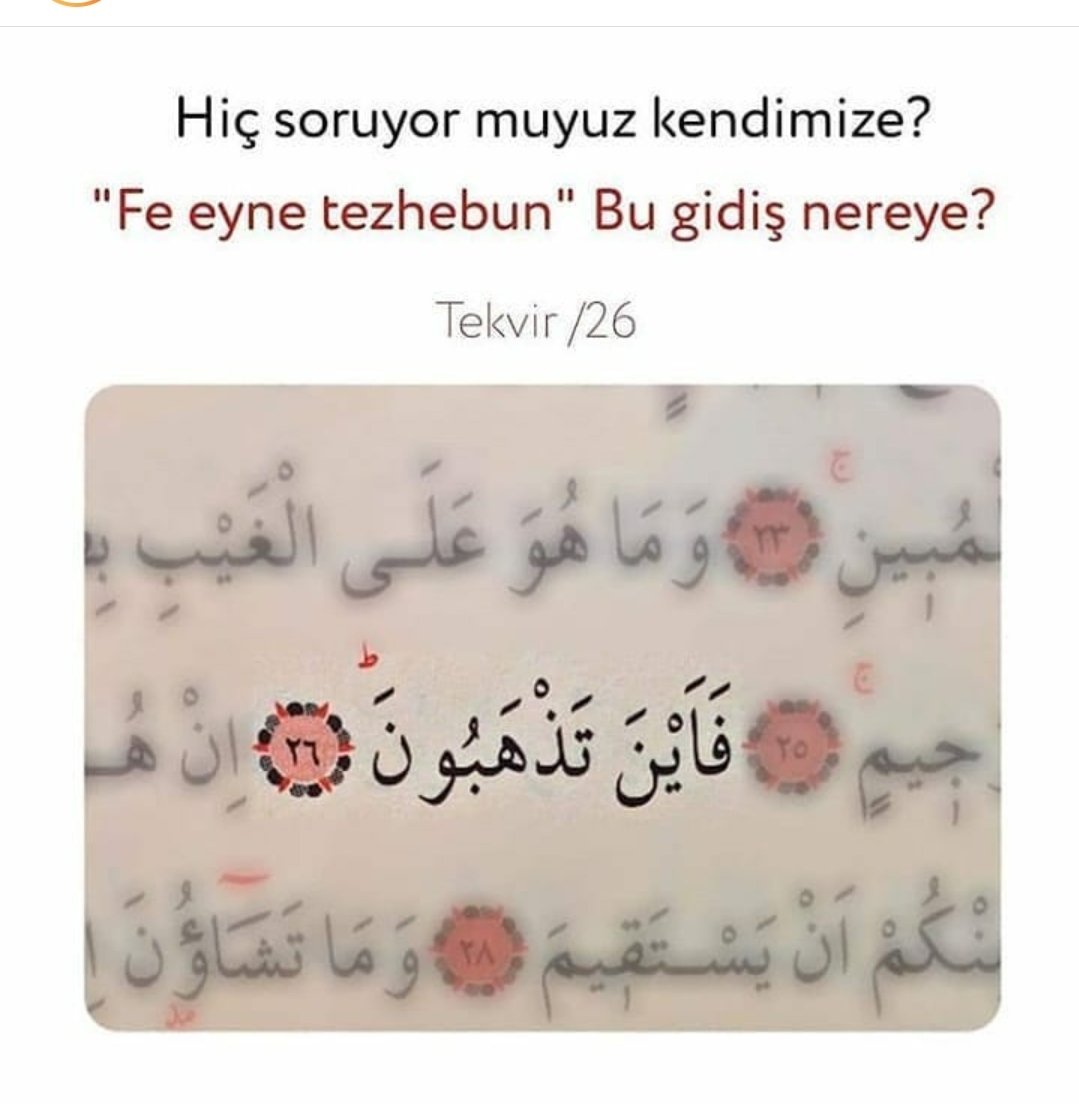 Hiç soruyor muyuz kendimize?
"Fe eyne tezhebun" Bu gidiş nereye?
Tekvir /26
مُبٖينِۚ ﴿٢٣﴾ وَمَا هُوَ عَلَى الْغَيْبِ
جٖيمٍۚ ﴿٢٥﴾ فَاَيْنَ تَذْهَبُونَؕ ﴿٢٦﴾ اِنْ
اَنْ يَسْتَقٖيمَ ﴿٢٨﴾ وَمَا تَشَاؤُ۫نَ